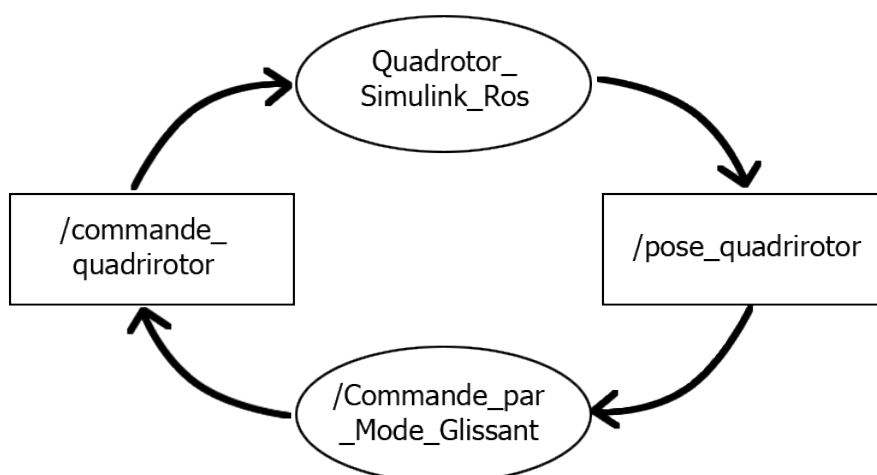 Quadrotor_
Simulink_Ros
/commande_
quadrirotor
/pose_quadrirotor
/Commande_par
_Mode_Glissant